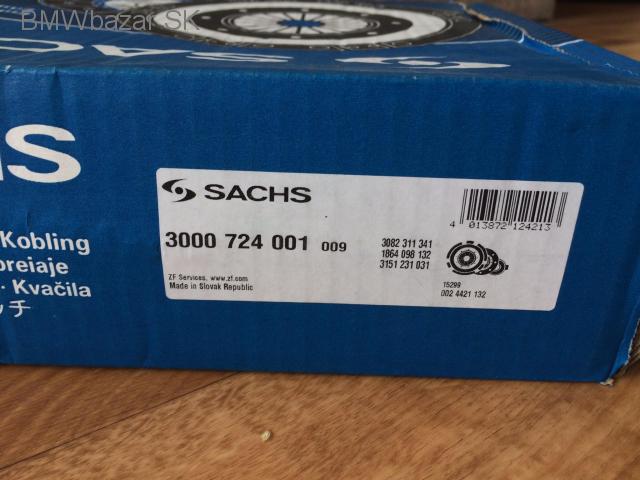 BMWbazar.SK
SACHS
3000 724 001 009
3082 311 341
1864 098 132
3151 231 031
4 013872 124213
ZF Services, www.zf.com
Made in Slovak Republic
15299
002 4421 132
Kobling
Kvačila